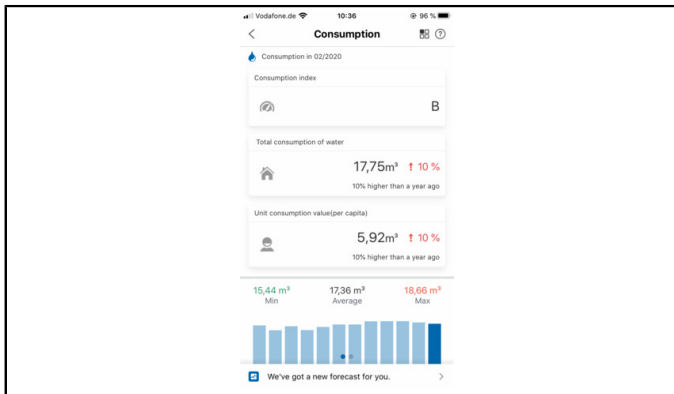 Vodafone.de 10:36 96 %
Consumption
Consumption in 02/2020
Consumption index
B
Total consumption of water
17,75m³ ↑ 10 %
10% higher than a year ago
Unit consumption value(per capita)
5,92m³ ↑ 10 %
10% higher than a year ago
15,44 m³ 17,36 m³ 18,66 m³
Min Average Max
We've got a new forecast for you.